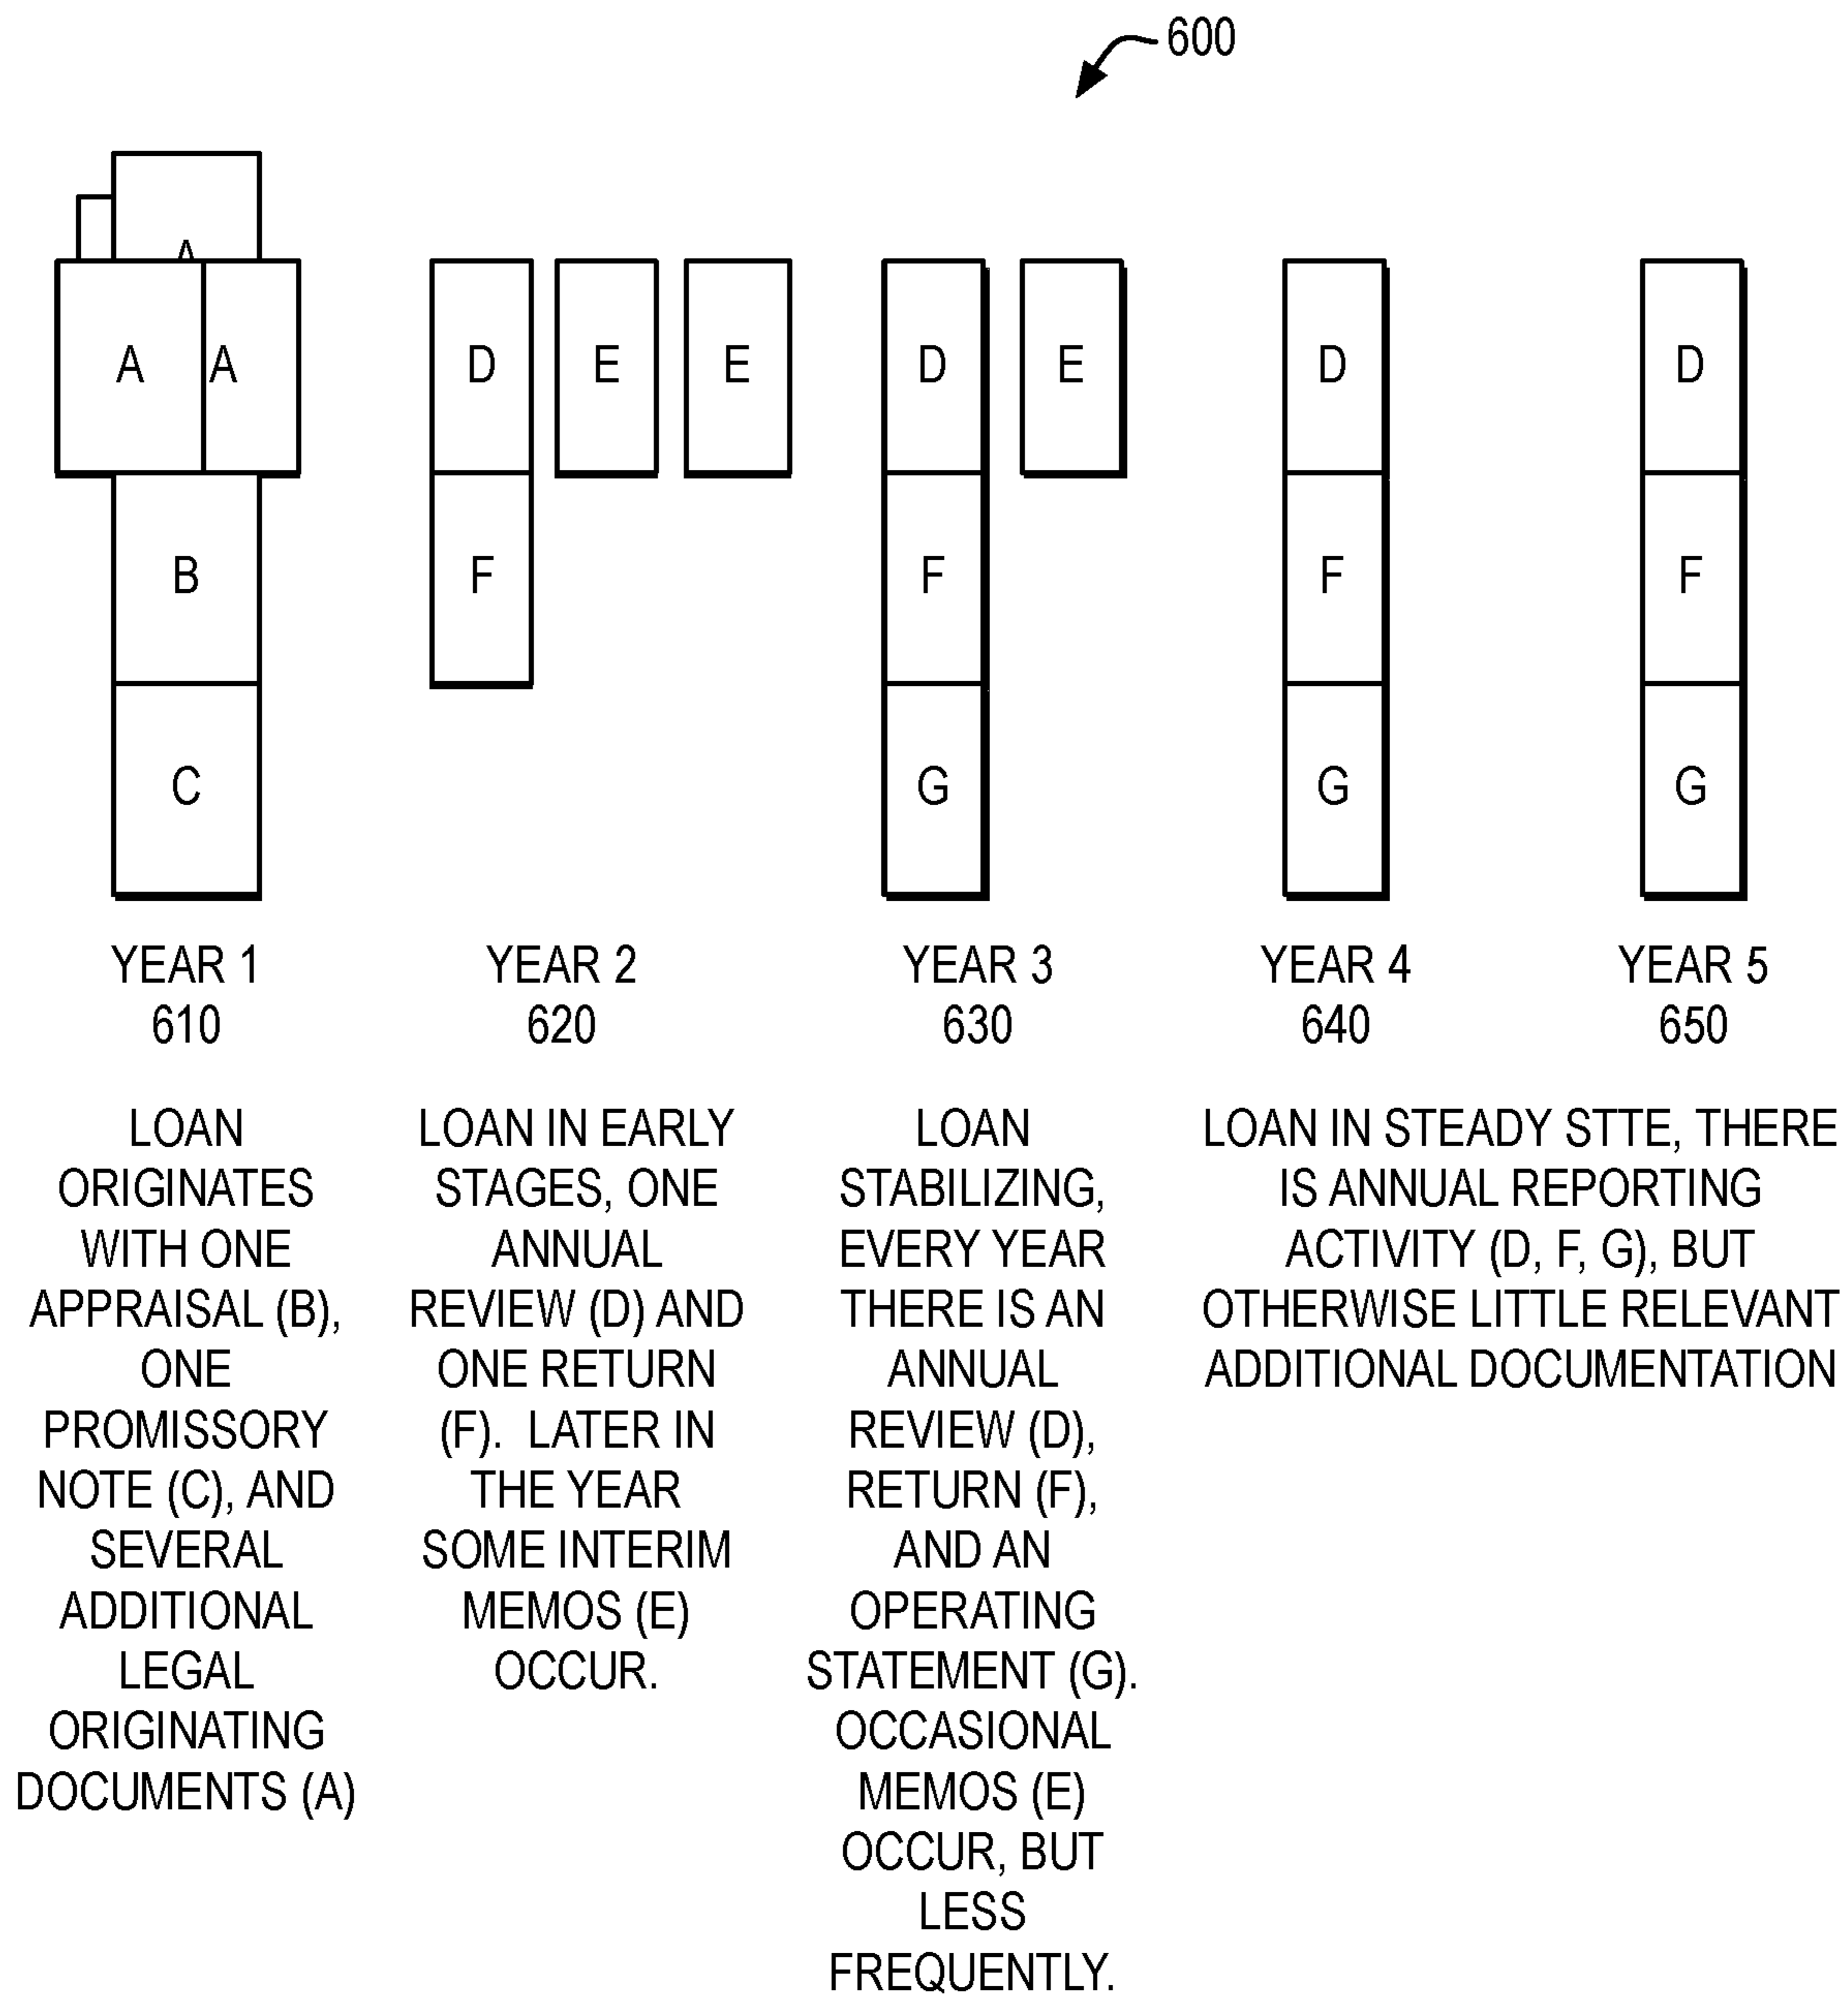 600
A
A A
B
C
D
F
E
E
D
F
G
E
D
F
G
D
F
G
YEAR 1
610
LOAN
ORIGINATES
WITH ONE
APPRAISAL (B),
ONE
PROMISSORY
NOTE (C), AND
SEVERAL
ADDITIONAL
LEGAL
ORIGINATING
DOCUMENTS (A)
YEAR 2
620
LOAN IN EARLY
STAGES, ONE
ANNUAL
REVIEW (D) AND
ONE RETURN
(F). LATER IN
THE YEAR
SOME INTERIM
MEMOS (E)
OCCUR.
YEAR 3
630
LOAN
STABILIZING,
EVERY YEAR
THERE IS AN
ANNUAL
REVIEW (D),
RETURN (F),
AND AN
OPERATING
STATEMENT (G).
OCCASIONAL
MEMOS (E)
OCCUR, BUT
LESS
FREQUENTLY.
YEAR 4
640
YEAR 5
650
LOAN IN STEADY STTE, THERE
IS ANNUAL REPORTING
ACTIVITY (D, F, G), BUT
OTHERWISE LITTLE RELEVANT
ADDITIONAL DOCUMENTATION